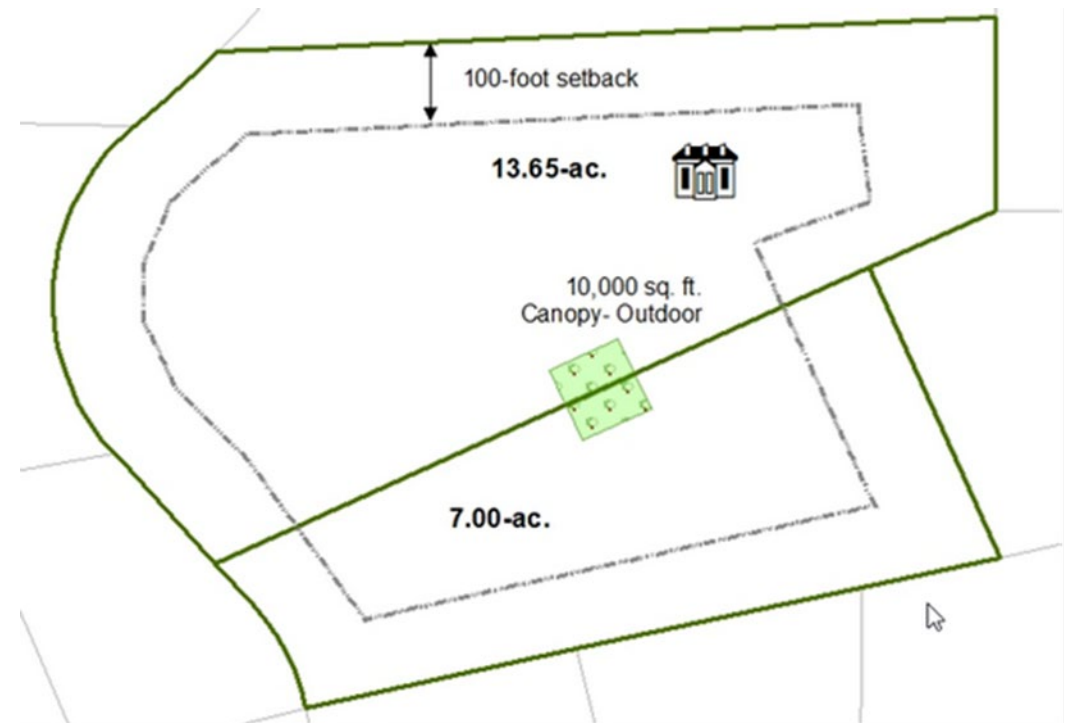 100-foot setback
13.65-ac.
10,000 sq. ft.
Canopy- Outdoor
7.00-ac.